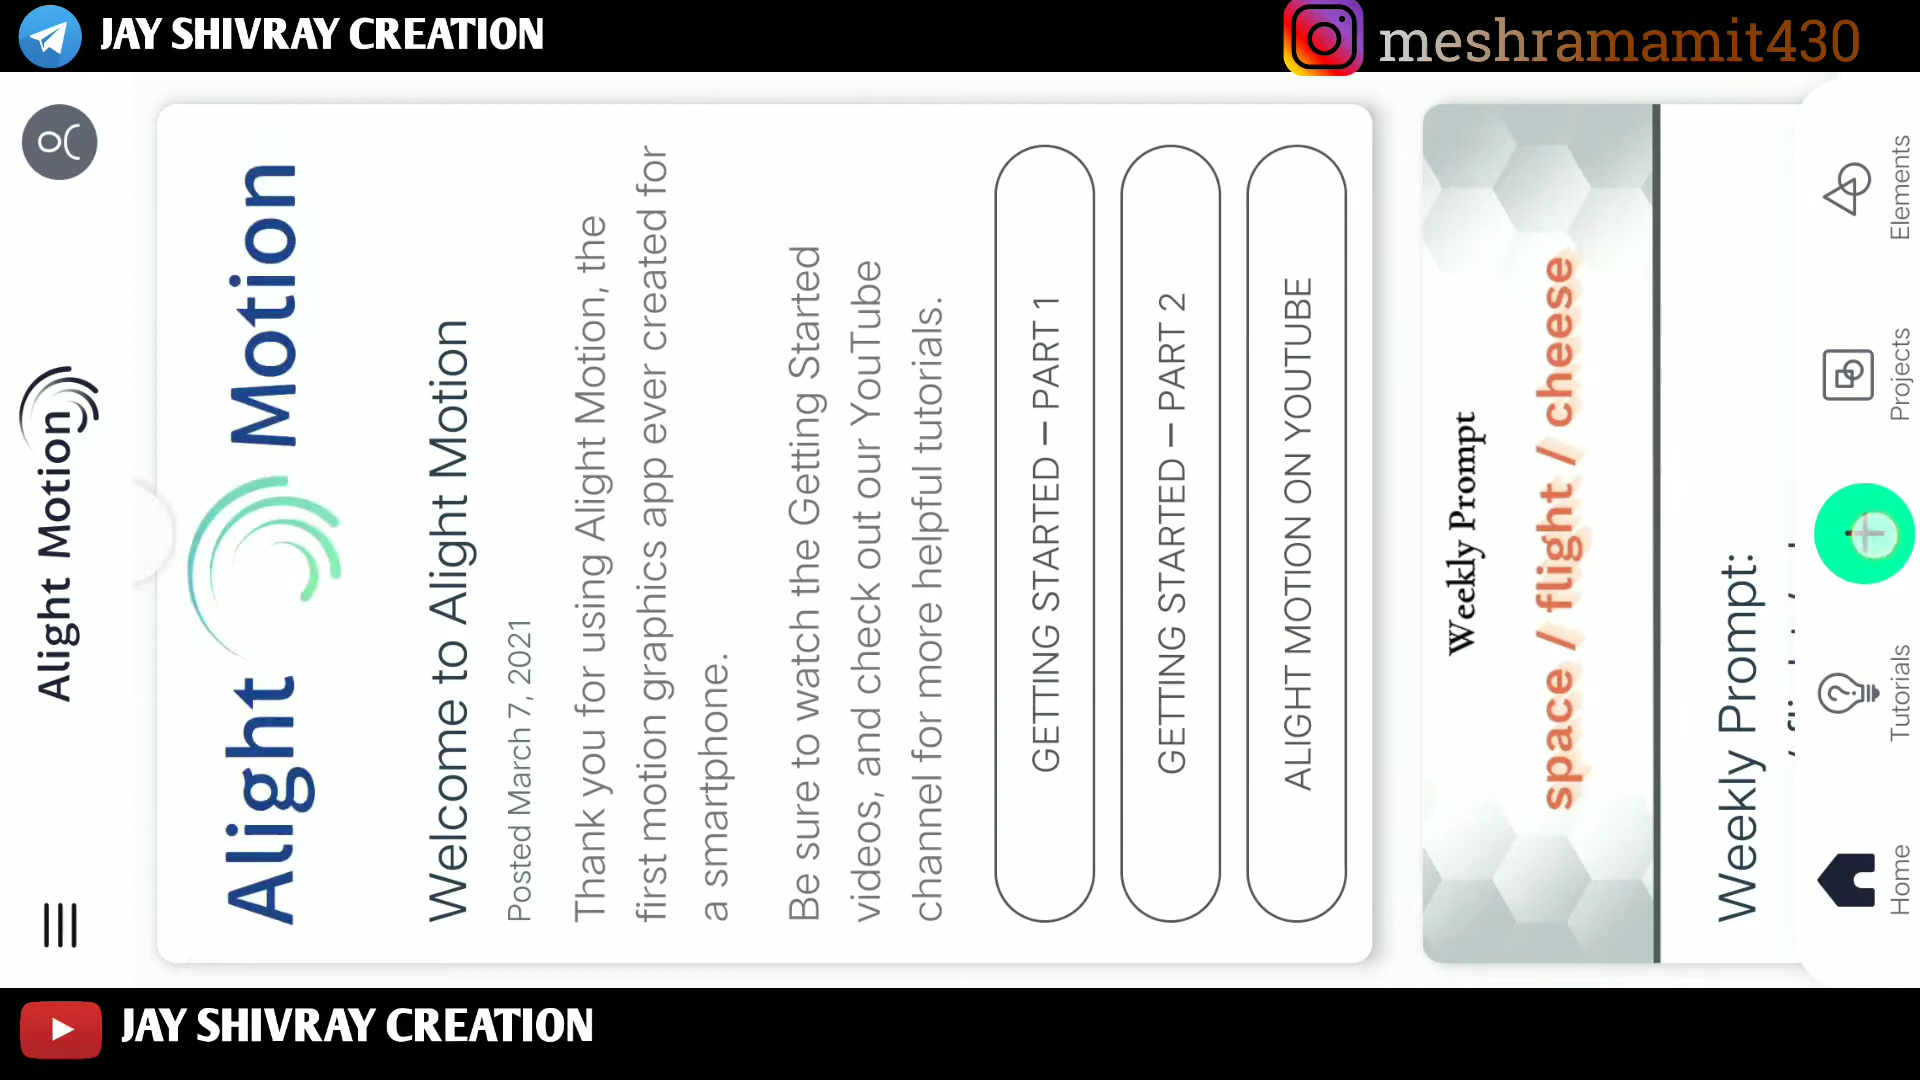 JAY SHIVRAY CREATION
meshramamit430
Alight Motion
Alight Motion
Welcome to Alight Motion
Posted March 7, 2021
Thank you for using Alight Motion, the
first motion graphics app ever created for
a smartphone.
Be sure to watch the Getting Started
videos, and check out our YouTube
channel for more helpful tutorials.
GETTING STARTED – PART 1
GETTING STARTED – PART 2
ALIGHT MOTION ON YOUTUBE
Weekly Prompt
space / flight / cheese
Weekly Prompt:
Home
Tutorials
Projects
Elements
JAY SHIVRAY CREATION